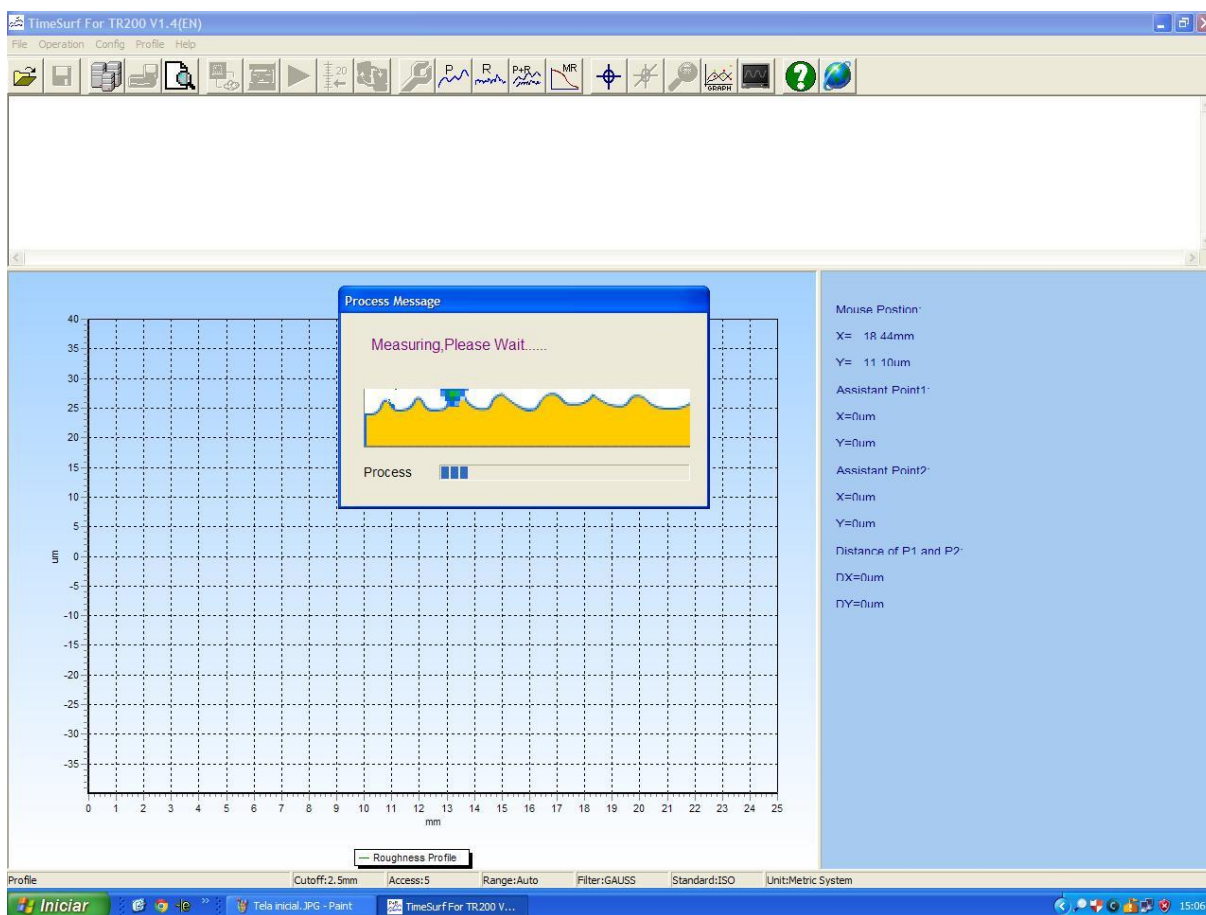 TimeSurf For TR200 V1.4(EN)
File Operation Config Profile Help
20 P R P+R MR GRAPH ?
Process Message
Measuring,Please Wait......
Process
Mouse Postion:
X= 18.44mm
Y= 11.10um
Assistant Point1:
X=0um
Y=0um
Assistant Point2:
X=0um
Y=0um
Distance of P1 and P2:
DX=0um
DY=0um
40
35
30
25
20
15
10
5
0
-5
-10
-15
-20
-25
-30
-35
um
0 1 2 3 4 5 6 7 8 9 10 11 12 13 14 15 16 17 18 19 20 21 22 23 24 25
mm
Roughness Profile
Profile Cutoff:2.5mm Access:5 Range:Auto Filter:GAUSS Standard:ISO Unit:Metric System
Iniciar Tela inicial.JPG - Paint TimeSurf For TR200 V... 15:06